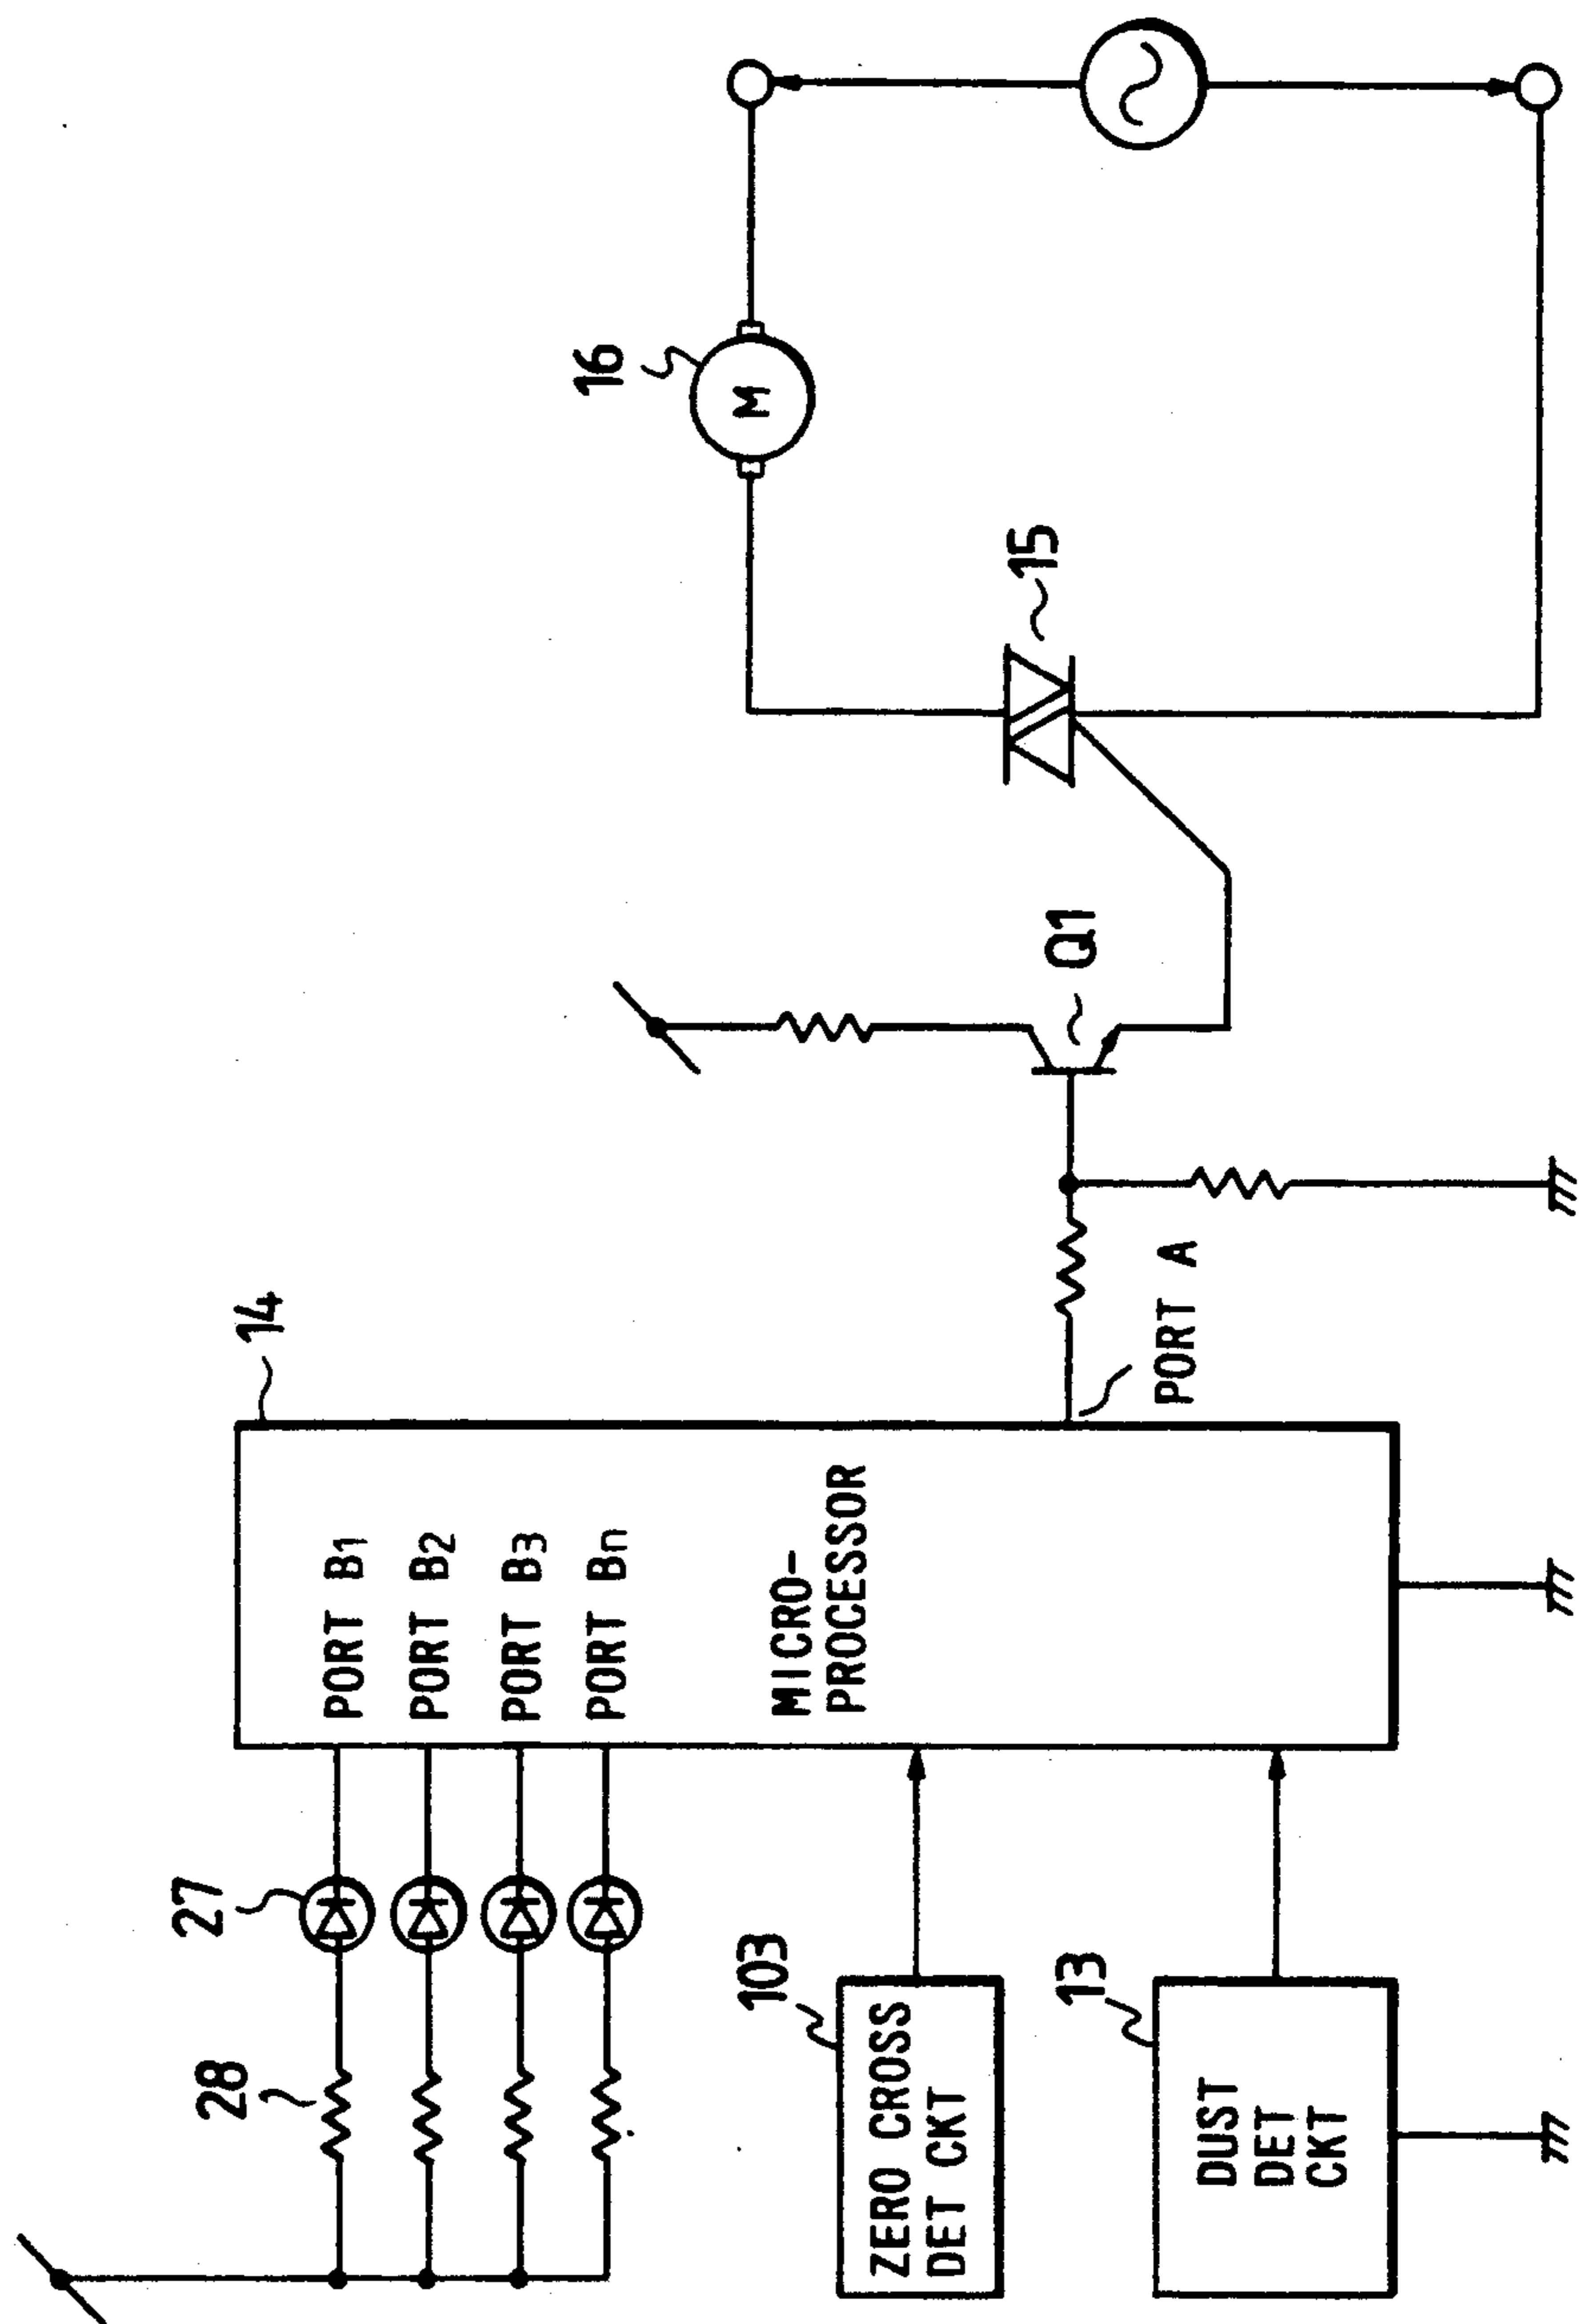 28
27
PORT B1
PORT B2
PORT B3
PORT Bn
14
MICRO-
PROCESSOR
103
ZERO CROSS
DET CKT
13
DUST
DET
CKT
PORT A
Q1
15
16
M